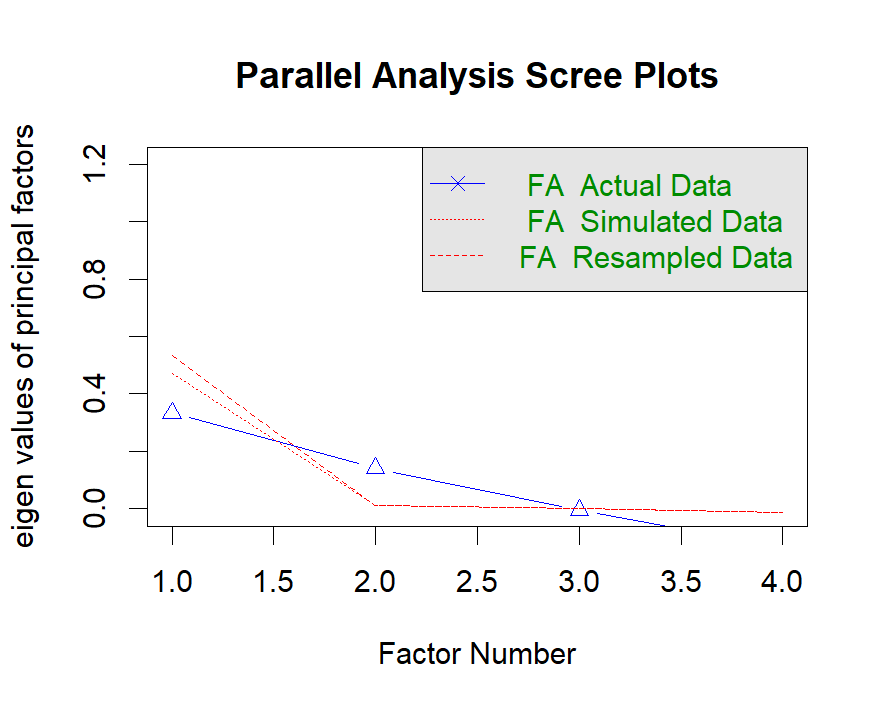 Parallel Analysis Scree Plots
eigen values of principal factors
1.2
0.8
0.4
0.0
FA Actual Data
FA Simulated Data
FA Resampled Data
1.0 1.5 2.0 2.5 3.0 3.5 4.0
Factor Number